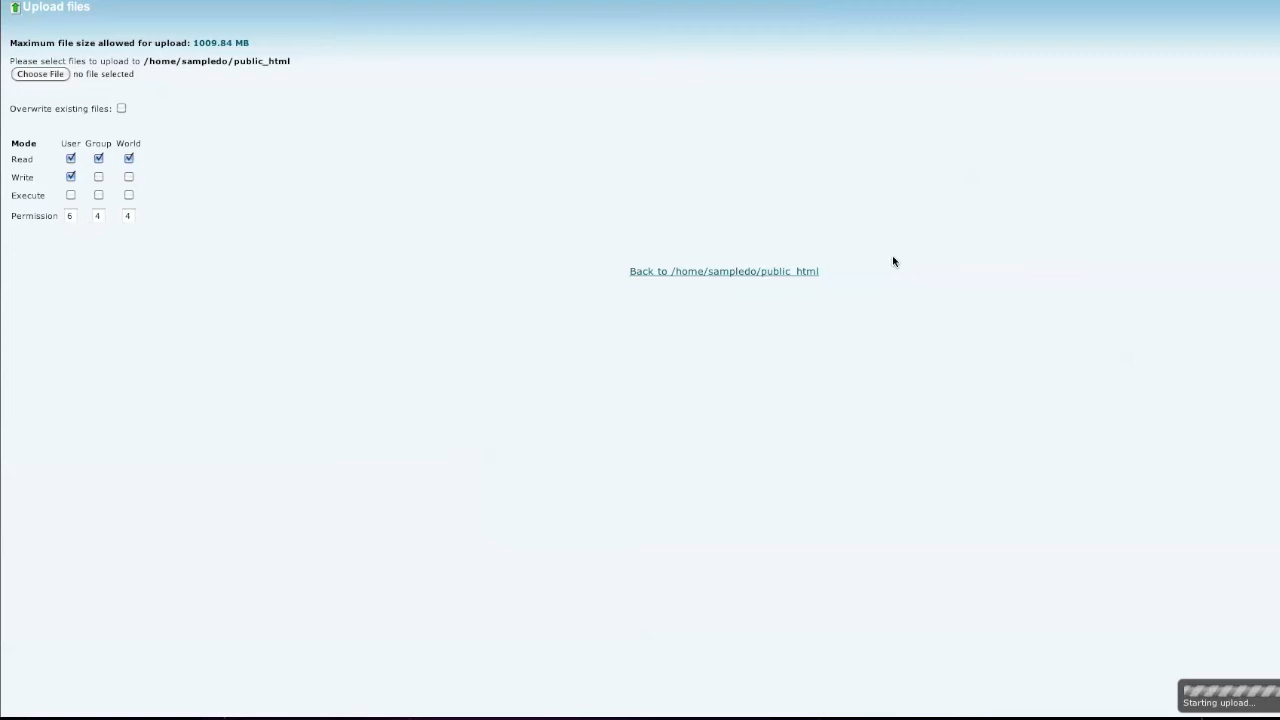 Upload files
Maximum file size allowed for upload: 1009.84 MB
Please select files to upload to /home/sampledo/public_html
Choose File no file selected
Overwrite existing files:
Mode User Group World
Read
Write
Execute
Permission 6 4 4
Back to /home/sampledo/public_html
Starting upload...